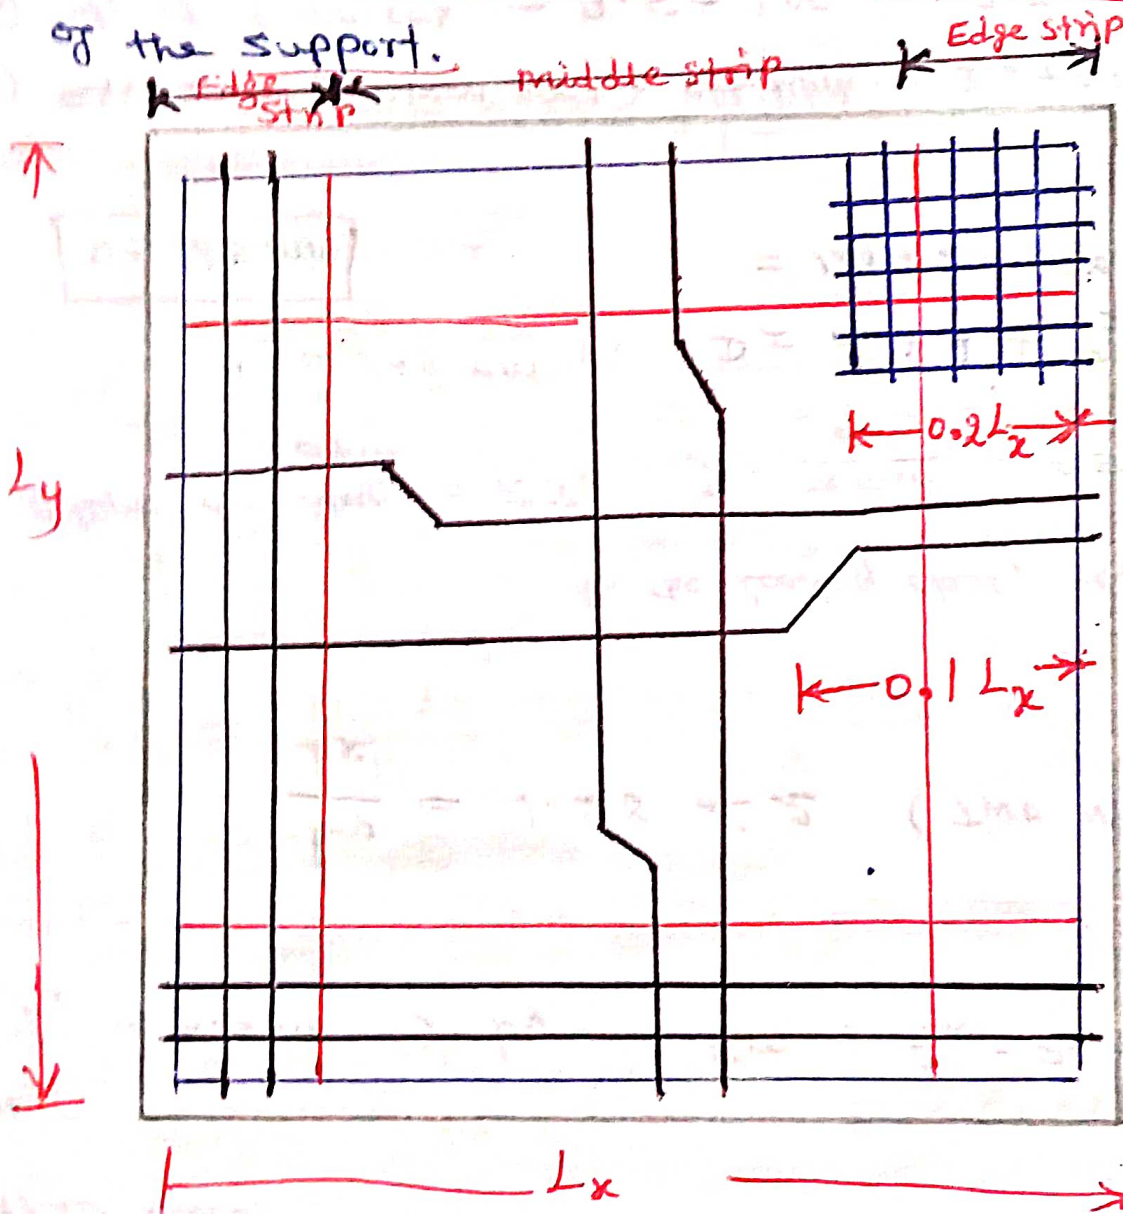 of the support.
Edge strip
Edge
Strip
middle strip
0.2Lx
Ly
0.1 Lx
Lx